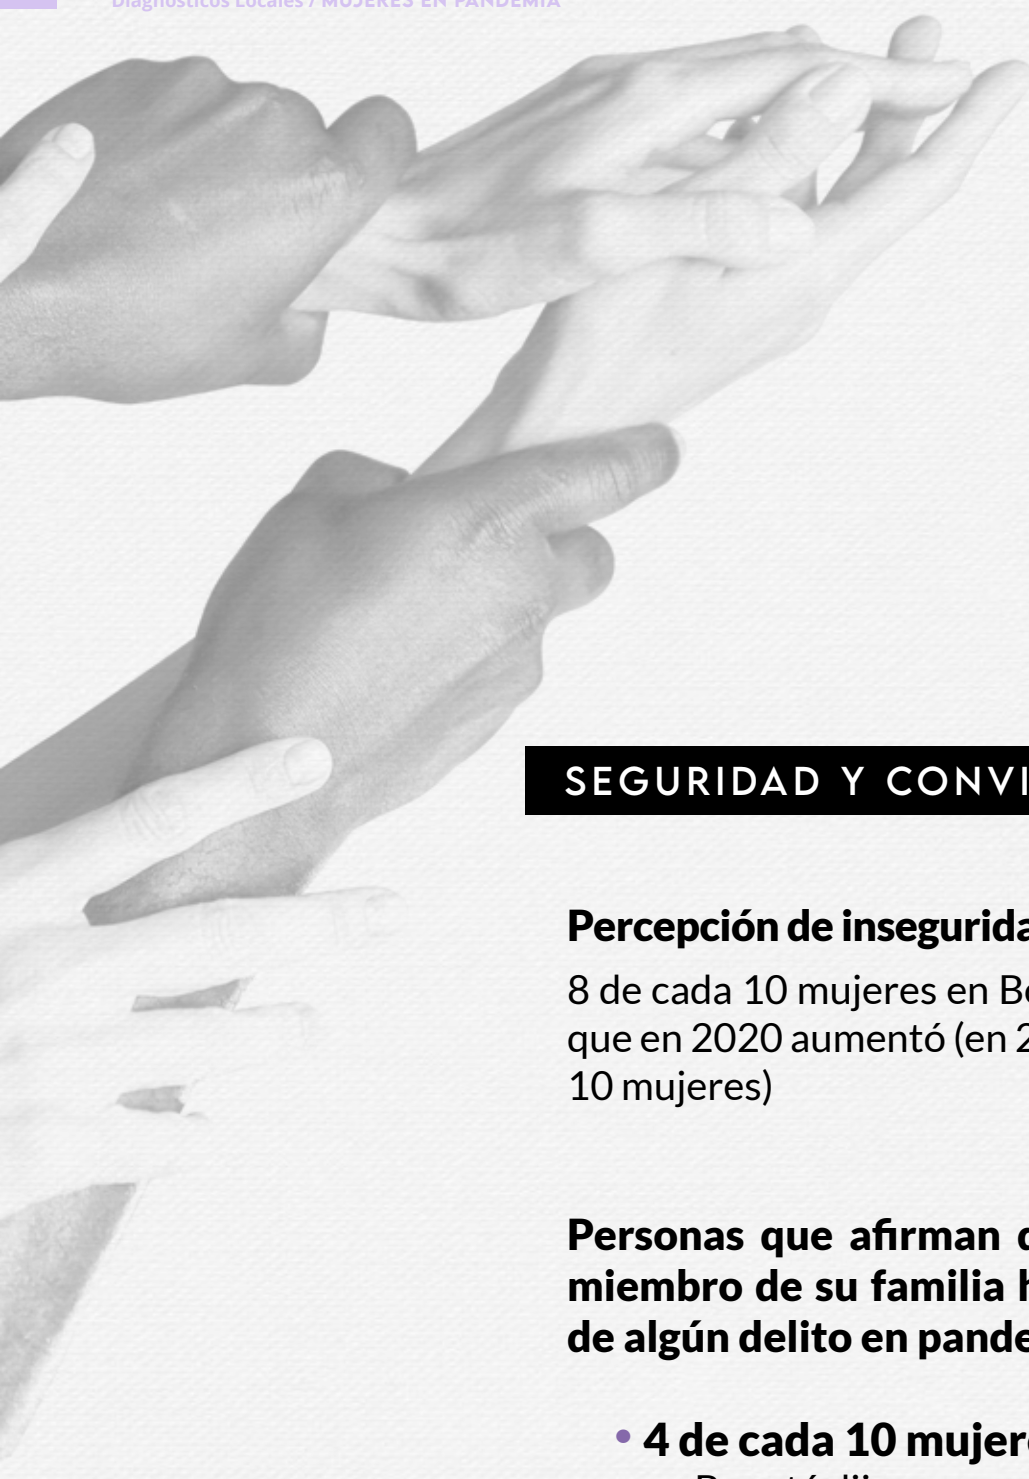 Diagnósticos Locales / MUJERES EN PANDEMIA
SEGURIDAD Y CONVI
Percepción de insegurida
8 de cada 10 mujeres en Bo
que en 2020 aumentó (en 2
10 mujeres)
Personas que afirman
miembro de su familia h
de algún delito en pande
• 4 de cada 10 mujere